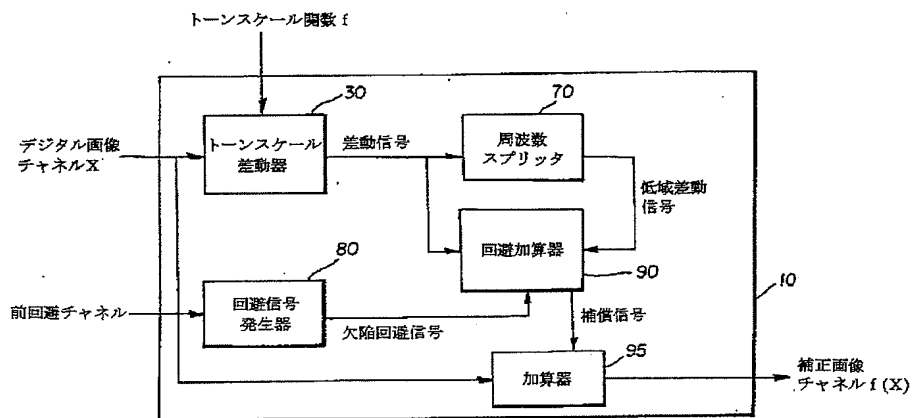 トーンスケール関数 f
30
70
デジタル画像
チャネル X
トーンスケール
差動器
差動信号
周波数
スプリッタ
低域差動
信号
回避加算器
90
10
80
前回避チャネル
回避信号
発生器
欠陥回避信号
補償信号
95
加算器
補正画像
チャネル f (X)